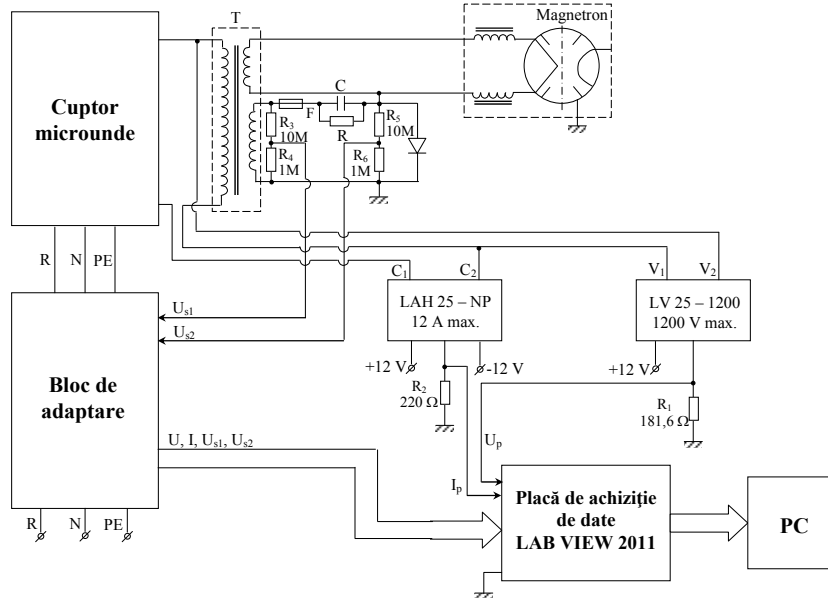 T
Magnetron
Cuptor
microunde
C
F
R
R3
10M
R4
1M
R5
10M
R6
1M
R
N
PE
C1
C2
V1
V2
LAH 25 – NP
12 A max.
LV 25 – 1200
1200 V max.
Us1
Us2
+12 V
-12 V
+12 V
Bloc de
adaptare
R2
220 Ω
R1
181,6 Ω
U, I, Us1, Us2
Up
Ip
Placă de achiziţie
de date
LAB VIEW 2011
PC
R
N
PE